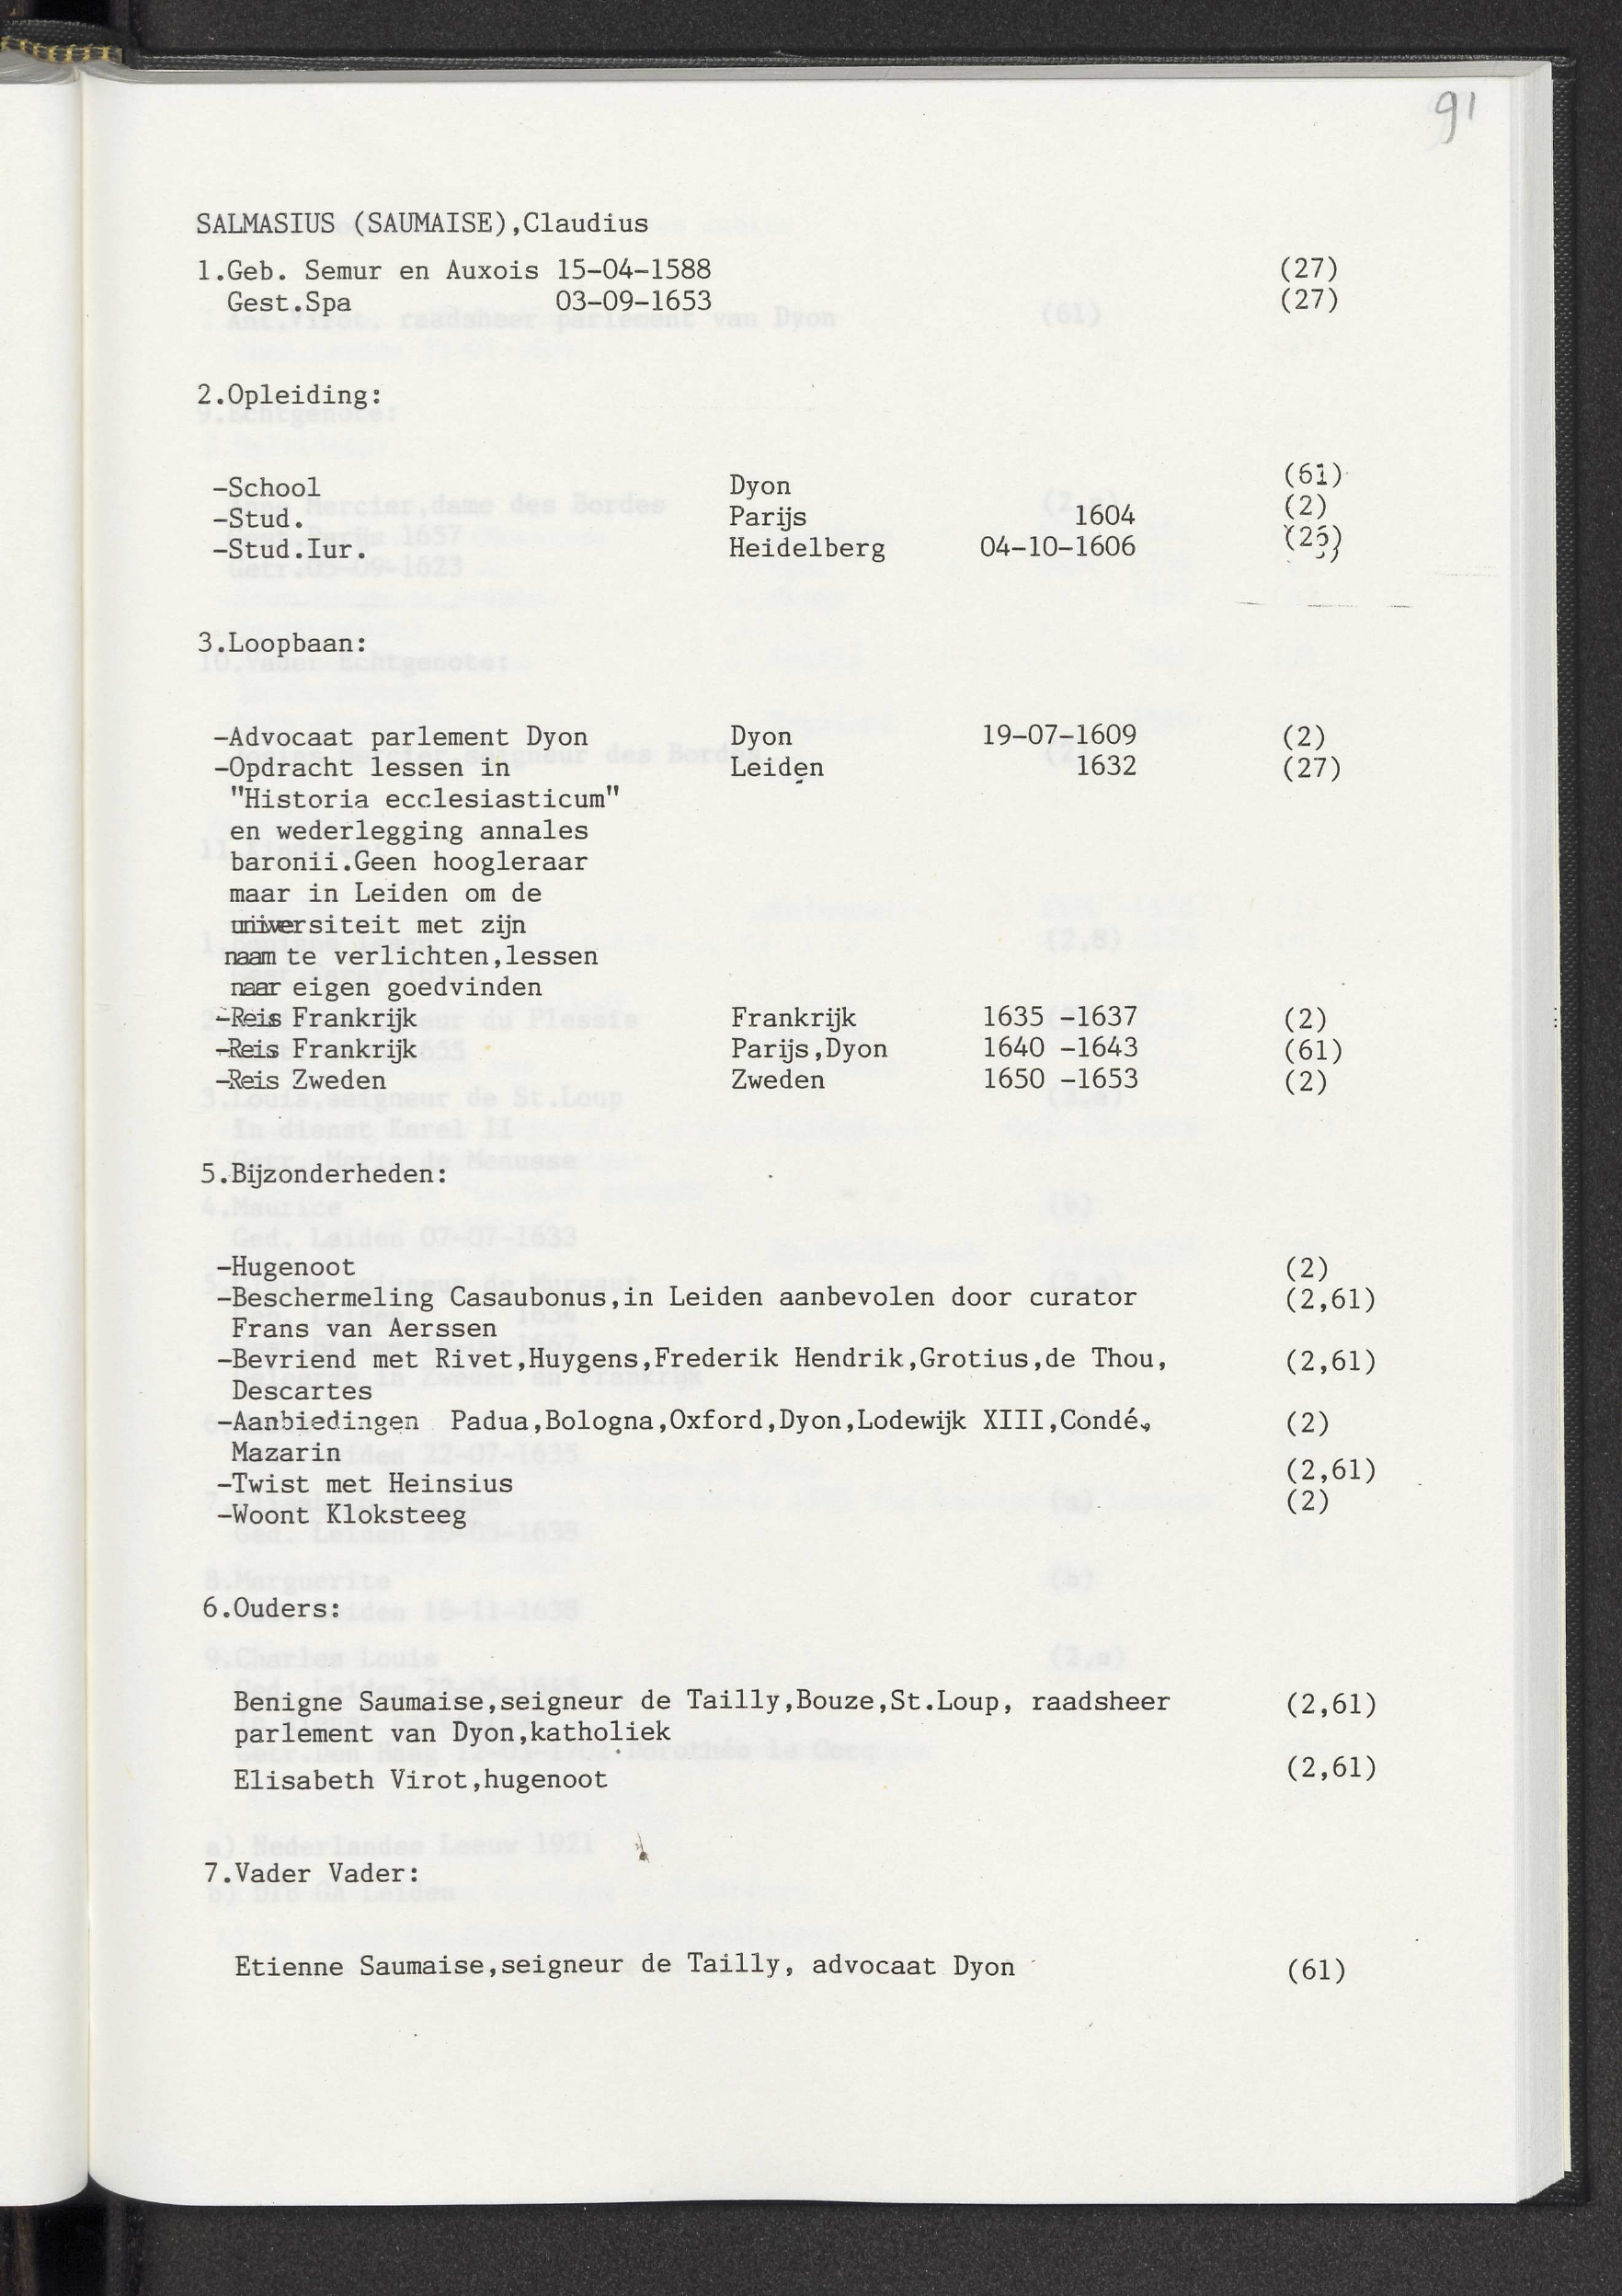 91
SALMASIUS (SAUMAISE),Claudius
1.Geb. Semur en Auxois 15-04-1588 (27)
Gest.Spa 03-09-1653 (27)
2.Opleiding:
-School Dyon (61)
-Stud. Parijs 1604 (2)
-Stud.Iur. Heidelberg 04-10-1606
3.Loopbaan:
-Advocaat parlement Dyon Dyon 19-07-1609 (2)
-Opdracht lessen in Leiden 1632 (27)
"Historia ecclesiasticum"
en wederlegging annales
baronii.Geen hoogleraar
maar in Leiden om de
universiteit met zijn
naam te verlichten,lessen
naar eigen goedvinden
-Reis Frankrijk Frankrijk 1635 -1637 (2)
-Reis Frankrijk Parijs,Dyon 1640 -1643 (61)
-Reis Zweden Zweden 1650 -1653 (2)
5.Bijzonderheden:
-Hugenoot (2)
-Beschermeling Casaubonus,in Leiden aanbevolen door curator (2,61)
Frans van Aerssen
-Bevriend met Rivet,Huygens,Frederik Hendrik,Grotius,de Thou, (2,61)
Descartes
-Aanbiedingen Padua,Bologna,Oxford,Dyon,Lodewijk XIII,Condé, (2)
Mazarin
-Twist met Heinsius (2,61)
-Woont Kloksteeg (2)
6.Ouders:
Benigne Saumaise,seigneur de Tailly,Bouze,St.Loup, raadsheer (2,61)
parlement van Dyon,katholiek
Elisabeth Virot,hugenoot (2,61)
7.Vader Vader:
Etienne Saumaise,seigneur de Tailly, advocaat Dyon (61)